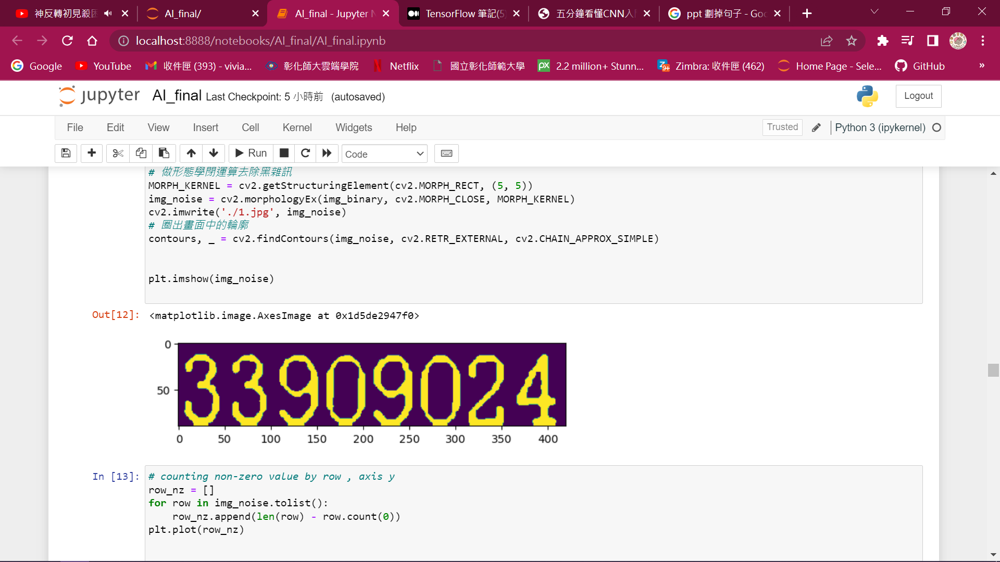 神反轉初見殺困
AI_final/
AI_final - Jupyter N
TensorFlow 筆記(5)
五分鐘看懂CNN入門
ppt 劃掉句子 - Goo
localhost:8888/notebooks/AI_final/AI_final.ipynb
Google
YouTube
收件匣 (393) - vivia...
彰化師大雲端學院
Netflix
國立彰化師範大學
2.2 million+ Stunn...
Zimbra: 收件匣 (462)
Home Page - Sele...
GitHub
»
jupyter AI_final Last Checkpoint: 5 小時前 (autosaved)
Logout
File Edit View Insert Cell Kernel Widgets Help
Trusted
Python 3 (ipykernel)
Run
Code
# 做形態學閉運算去除黑雜訊
MORPH_KERNEL = cv2.getStructuringElement(cv2.MORPH_RECT, (5, 5))
img_noise = cv2.morphologyEx(img_binary, cv2.MORPH_CLOSE, MORPH_KERNEL)
cv2.imwrite('./1.jpg', img_noise)
# 圈出畫面中的輪廓
contours, _ = cv2.findContours(img_noise, cv2.RETR_EXTERNAL, cv2.CHAIN_APPROX_SIMPLE)
plt.imshow(img_noise)
Out[12]: <matplotlib.image.AxesImage at 0x1d5de2947f0>
0
50
33909024
0 50 100 150 200 250 300 350 400
In [13]: # counting non-zero value by row , axis y
row_nz = []
for row in img_noise.tolist():
    row_nz.append(len(row) - row.count(0))
plt.plot(row_nz)